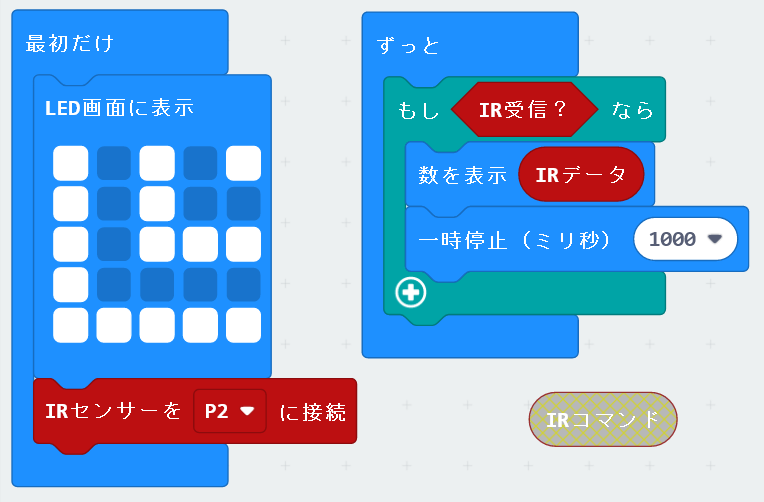 最初だけ
LED画面に表示
IRセンサーを P2 に接続
ずっと
もし IR受信？ なら
数を表示 IRデータ
一時停止（ミリ秒） 1000
IRコマンド